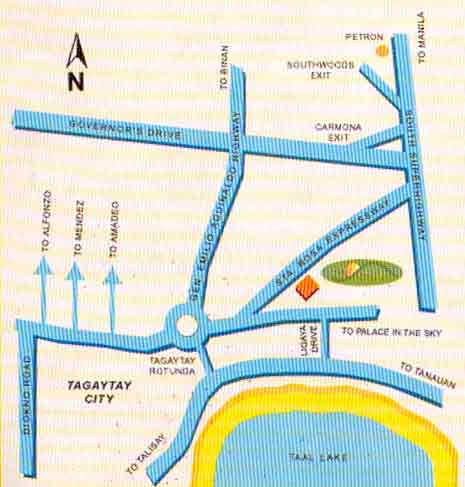 PETRON
TO MANILA
TO BINAN
SOUTHWOODS
EXIT
N
GOVERNOR'S DRIVE
CARMONA
EXIT
SOUTH SUPERHIGHWAY
GEN. EMILIO AGUINALDO HIGHWAY
STA. ROSA EXPRESSWAY
TO ALFONZO
TO MENDEZ
TO AMADEO
LIGAYA
DRIVE
TO PALACE IN THE SKY
TAGAYTAY
ROTUNDA
DIOKNO ROAD
TAGAYTAY
CITY
TO TANAUAN
TO TALISAY
TAAL LAKE